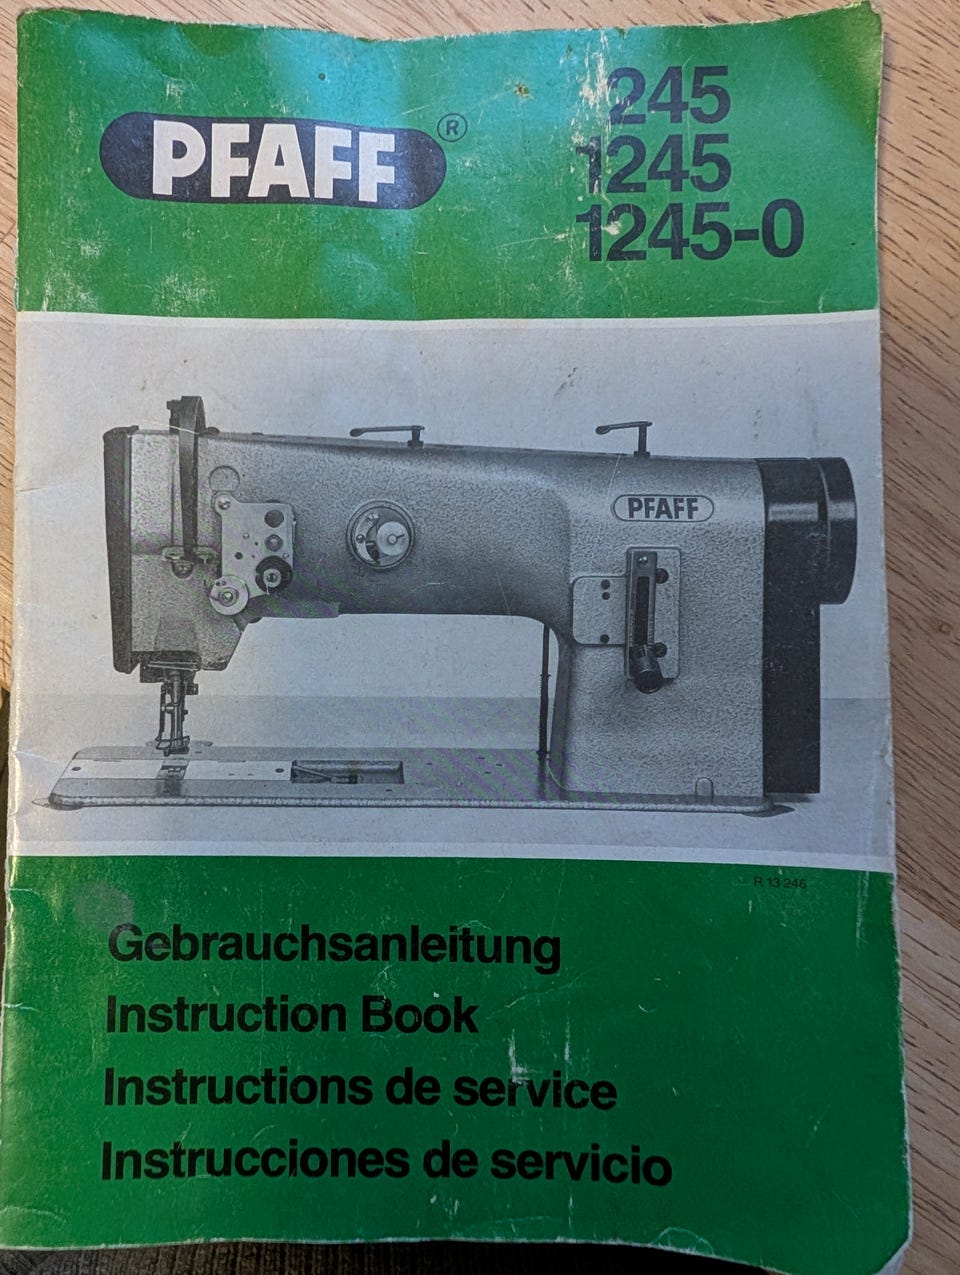 PFAFF®
245
1245
1245-0
PFAFF
R 13 246
Gebrauchsanleitung
Instruction Book
Instructions de service
Instrucciones de servicio